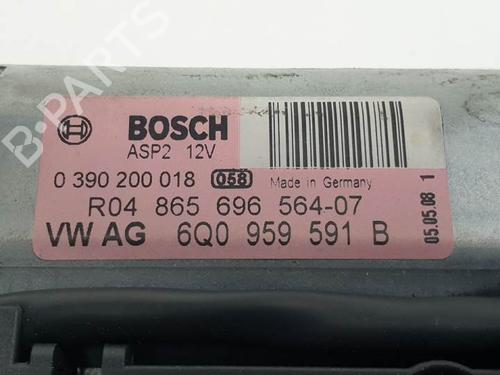 BOSCH
ASP2 12V
0 390 200 018 058 Made in Germany
R04 865 696 564-07
VW AG 6Q0 959 591 B
05.05.08 1
B-PARTS